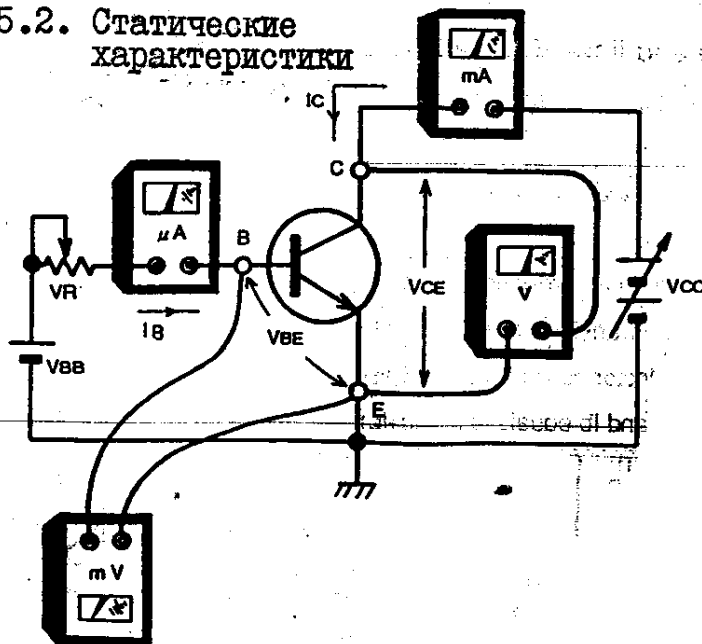 5.2. Статические
характеристики
mA
IC
C
μA
B
VR
IB
VBE
VCE
V
VCC
VBB
E
mV